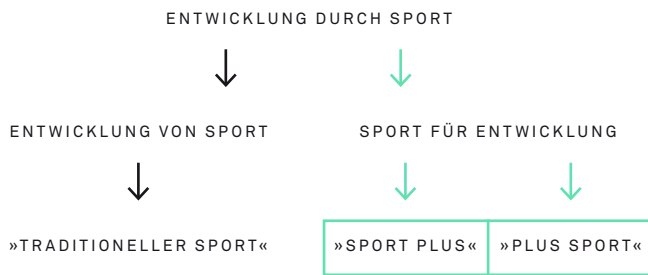 ENTWICKLUNG DURCH SPORT
ENTWICKLUNG VON SPORT
SPORT FÜR ENTWICKLUNG
»TRADITIONELLER SPORT«
»SPORT PLUS«
»PLUS SPORT«